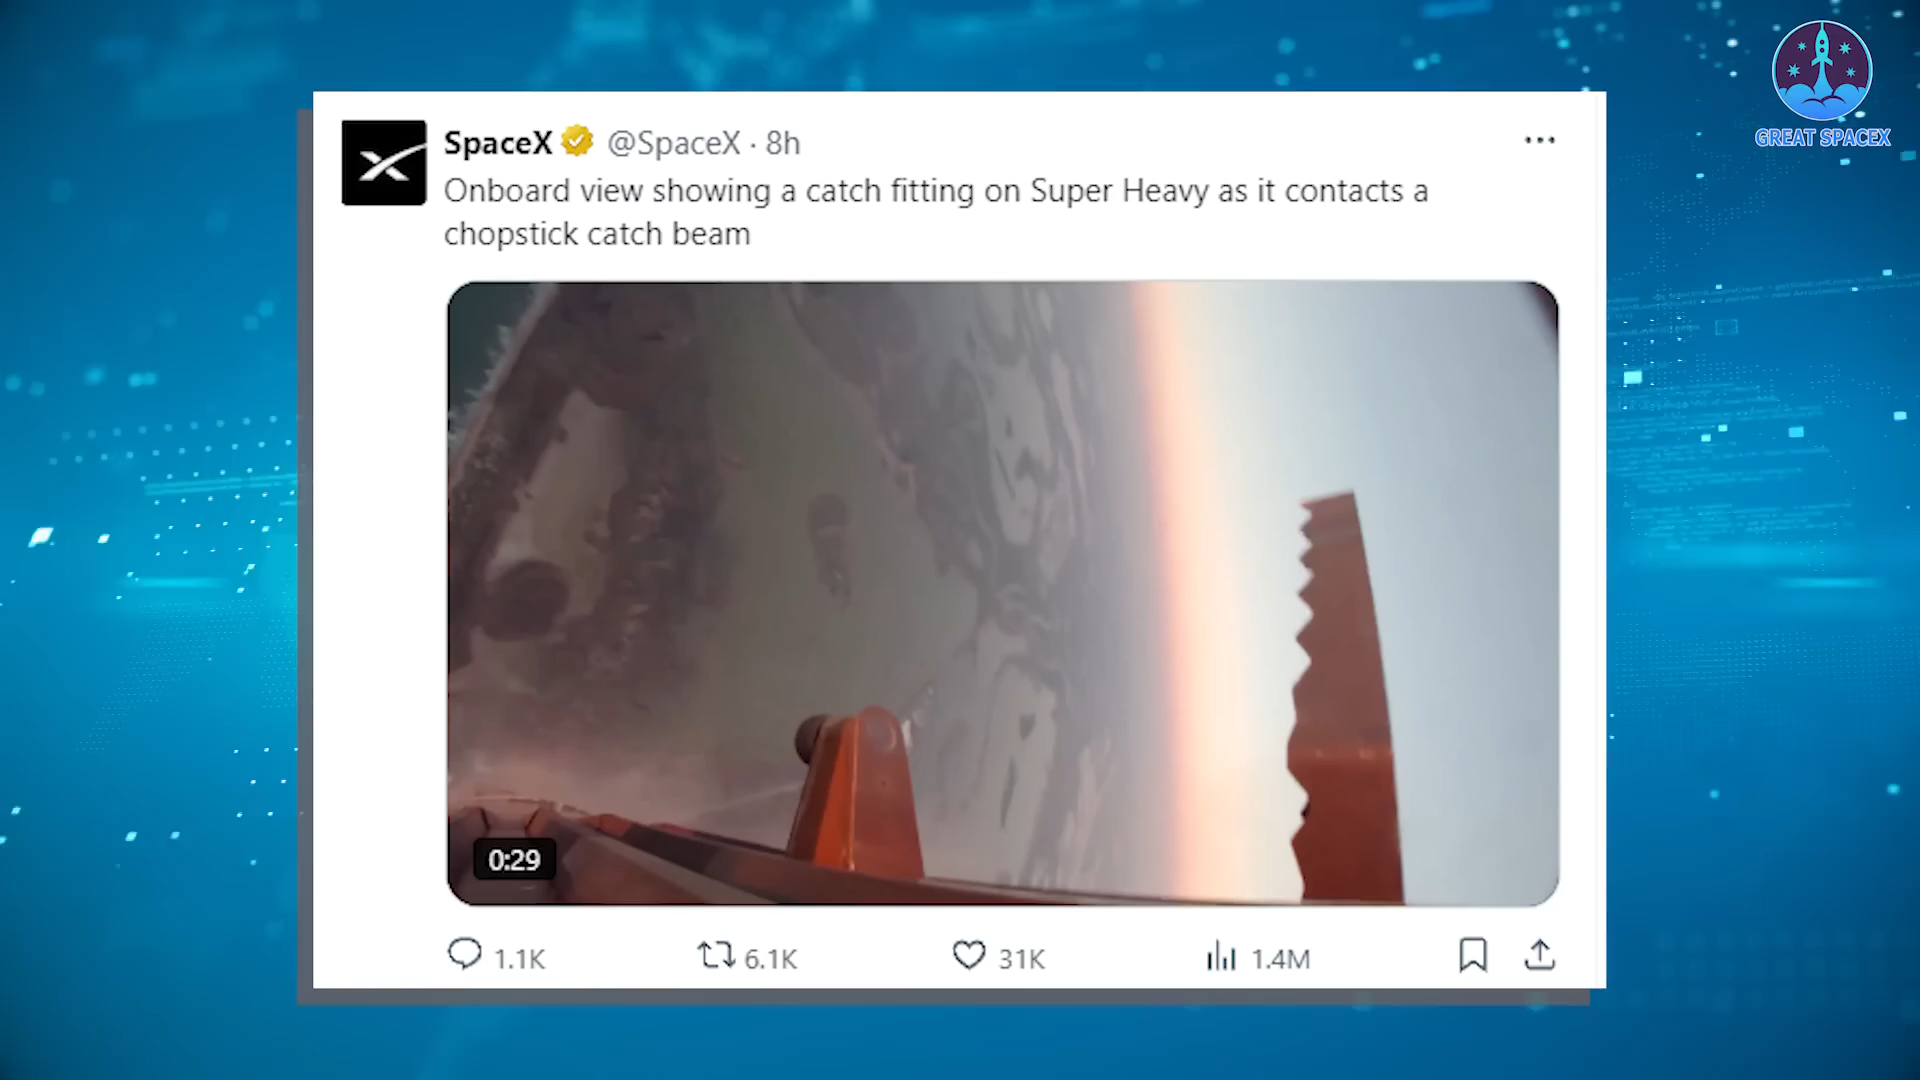 GREAT SPACEX
SpaceX @SpaceX · 8h
Onboard view showing a catch fitting on Super Heavy as it contacts a
chopstick catch beam
0:29
1.1K 6.1K 31K 1.4M